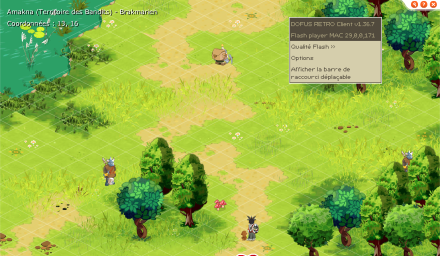 Amakna (Territoire des Bandits) - Brakmarien
Coordonnées : 13, 16
DOFUS RETRO Client v1.36.7
Flash player MAC 29,0,0,171
Qualité Flash >>
Options
Afficher la barre de
raccourci déplaçable